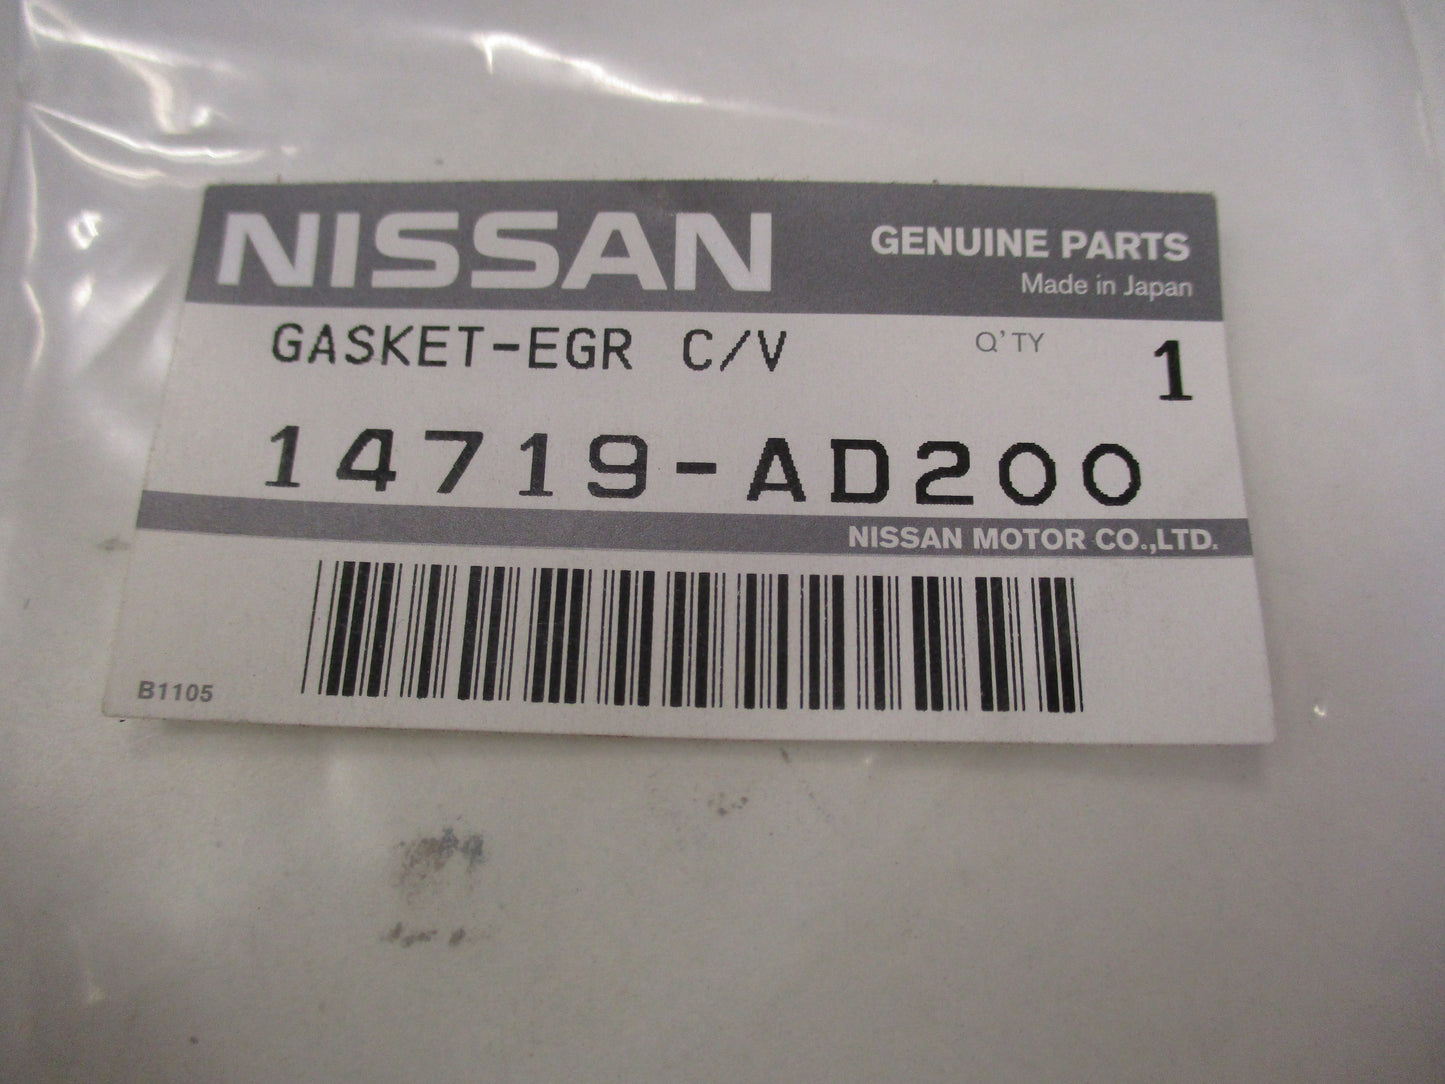 NISSAN
GENUINE PARTS
Made in Japan
GASKET-EGR C/V
Q'TY 1
14719-AD200
NISSAN MOTOR CO.,LTD.
B1105